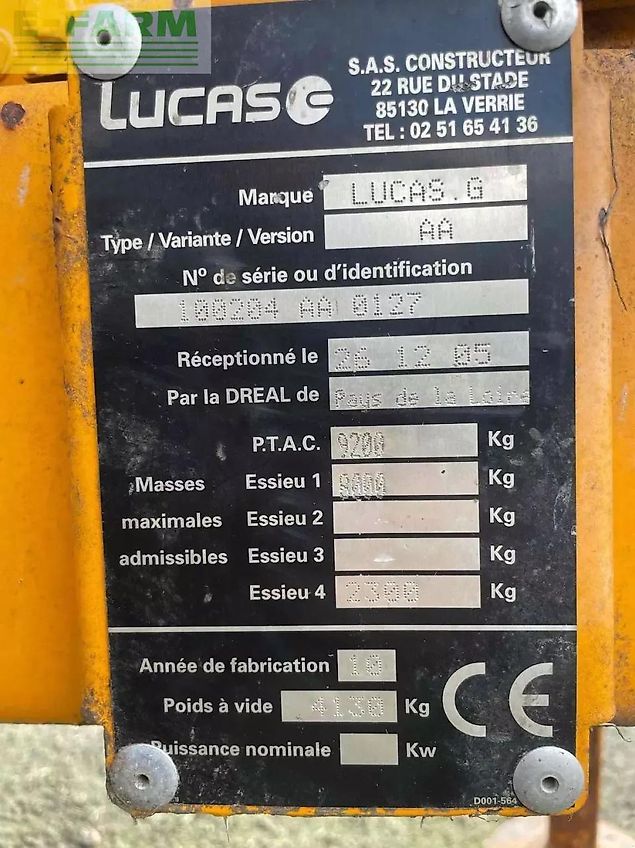 E-FARM
LUCAS G
S.A.S. CONSTRUCTEUR
22 RUE DU STADE
85130 LA VERRIE
TEL : 02 51 65 41 36
Marque LUCAS.G
Type / Variante / Version AA
N° de série ou d'identification
100284 AA 0127
Réceptionné le 26 12 05
Par la DREAL de Pays de la Loire
P.T.A.C. 9200 Kg
Masses Essieu 1 8000 Kg
maximales Essieu 2 Kg
admissibles Essieu 3 Kg
Essieu 4 2300 Kg
Année de fabrication 10
Poids à vide 4130 Kg
CE
Puissance nominale Kw
D001-564